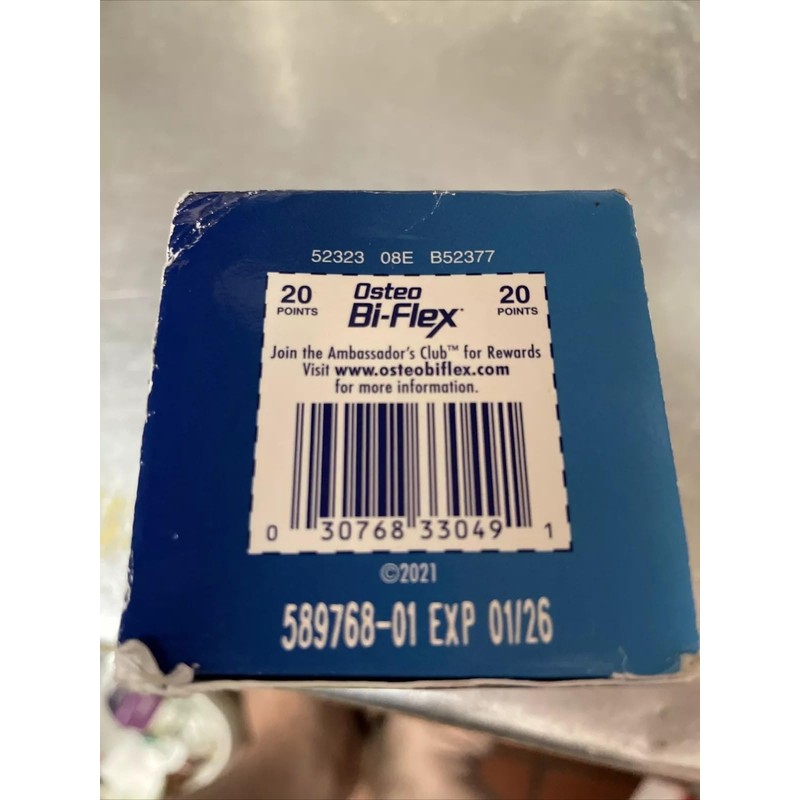 52323 08E B52377
20 POINTS
Osteo Bi-Flex®
20 POINTS
Join the Ambassador's Club™ for Rewards
Visit www.osteobiflex.com
for more information.
0 30768 33049 1
©2021
589768-01 EXP 01/26